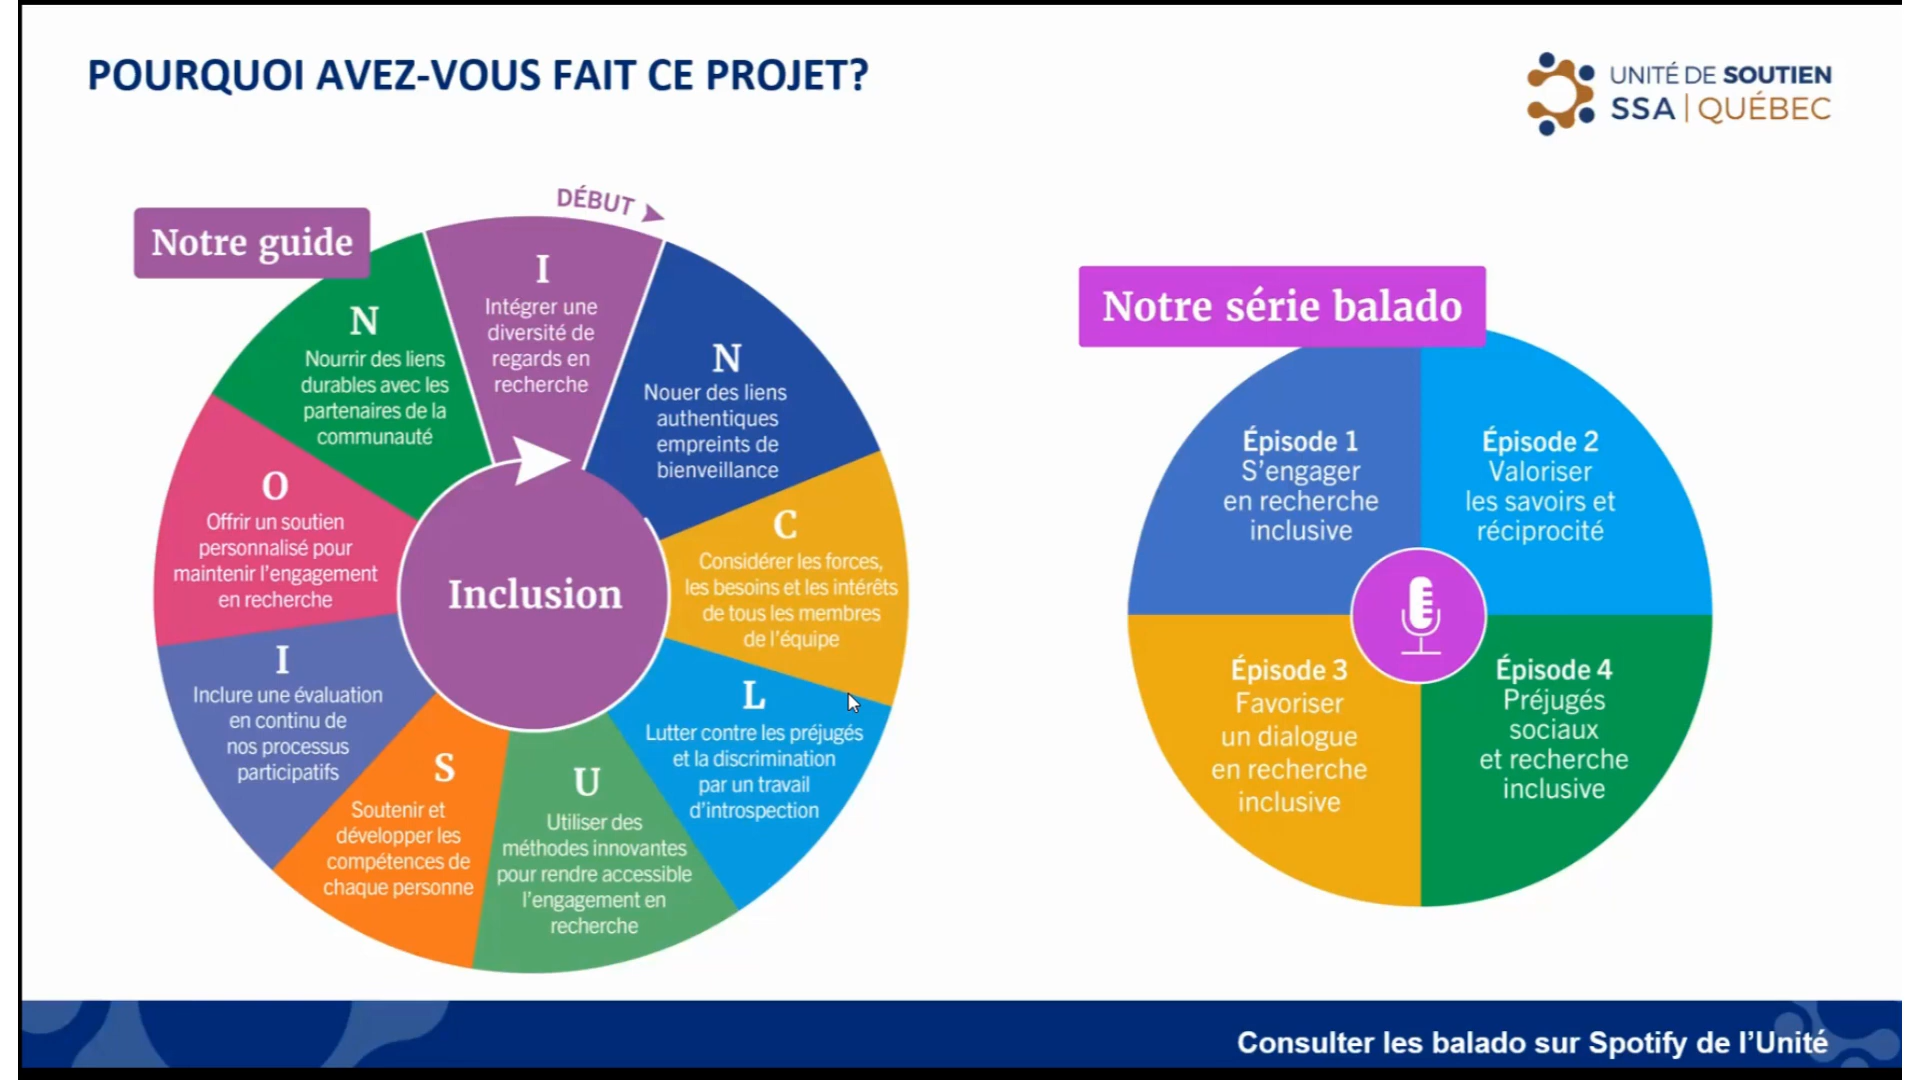 POURQUOI AVEZ-VOUS FAIT CE PROJET?
UNITÉ DE SOUTIEN
SSA | QUÉBEC
Notre guide
DÉBUT
I
Intégrer une
diversité de
regards en
recherche
N
Nouer des liens
authentiques
empreints de
bienveillance
C
Considérer les forces,
les besoins et les intérêts
de tous les membres
de l'équipe
L
Lutter contre les préjugés
et la discrimination
par un travail
d'introspection
U
Utiliser des
méthodes innovantes
pour rendre accessible
l'engagement en
recherche
S
Soutenir et
développer les
compétences de
chaque personne
I
Inclure une évaluation
en continu de
nos processus
participatifs
O
Offrir un soutien
personnalisé pour
maintenir l'engagement
en recherche
N
Nourrir des liens
durables avec les
partenaires de la
communauté
Inclusion
Notre série balado
Épisode 1
S'engager
en recherche
inclusive
Épisode 2
Valoriser
les savoirs et
réciprocité
Épisode 3
Favoriser
un dialogue
en recherche
inclusive
Épisode 4
Préjugés
sociaux
et recherche
inclusive
Consulter les balado sur Spotify de l'Unité